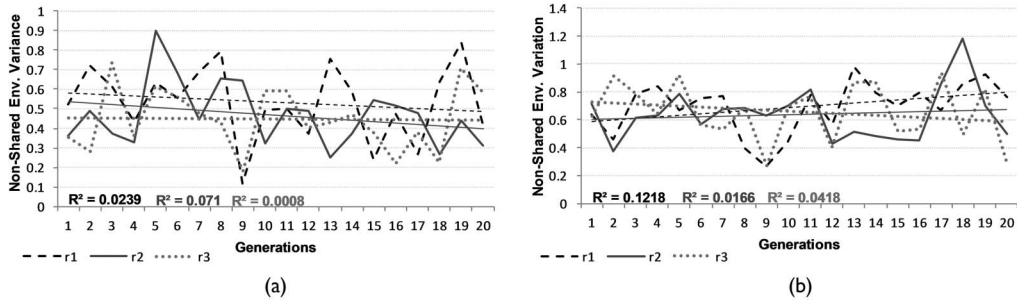 (a)
Non-Shared Env. Variance
1
0.9
0.8
0.7
0.6
0.5
0.4
0.3
0.2
0.1
0
R² = 0.0239 R² = 0.071 R² = 0.0008
1 2 3 4 5 6 7 8 9 10 11 12 13 14 15 16 17 18 19 20
Generations
r1 r2 r3
(a)
(b)
Non-Shared Env. Variation
1.4
1.2
1
0.8
0.6
0.4
0.2
0
R² = 0.1218 R² = 0.0166 R² = 0.0418
1 2 3 4 5 6 7 8 9 10 11 12 13 14 15 16 17 18 19 20
Generations
r1 r2 r3
(b)